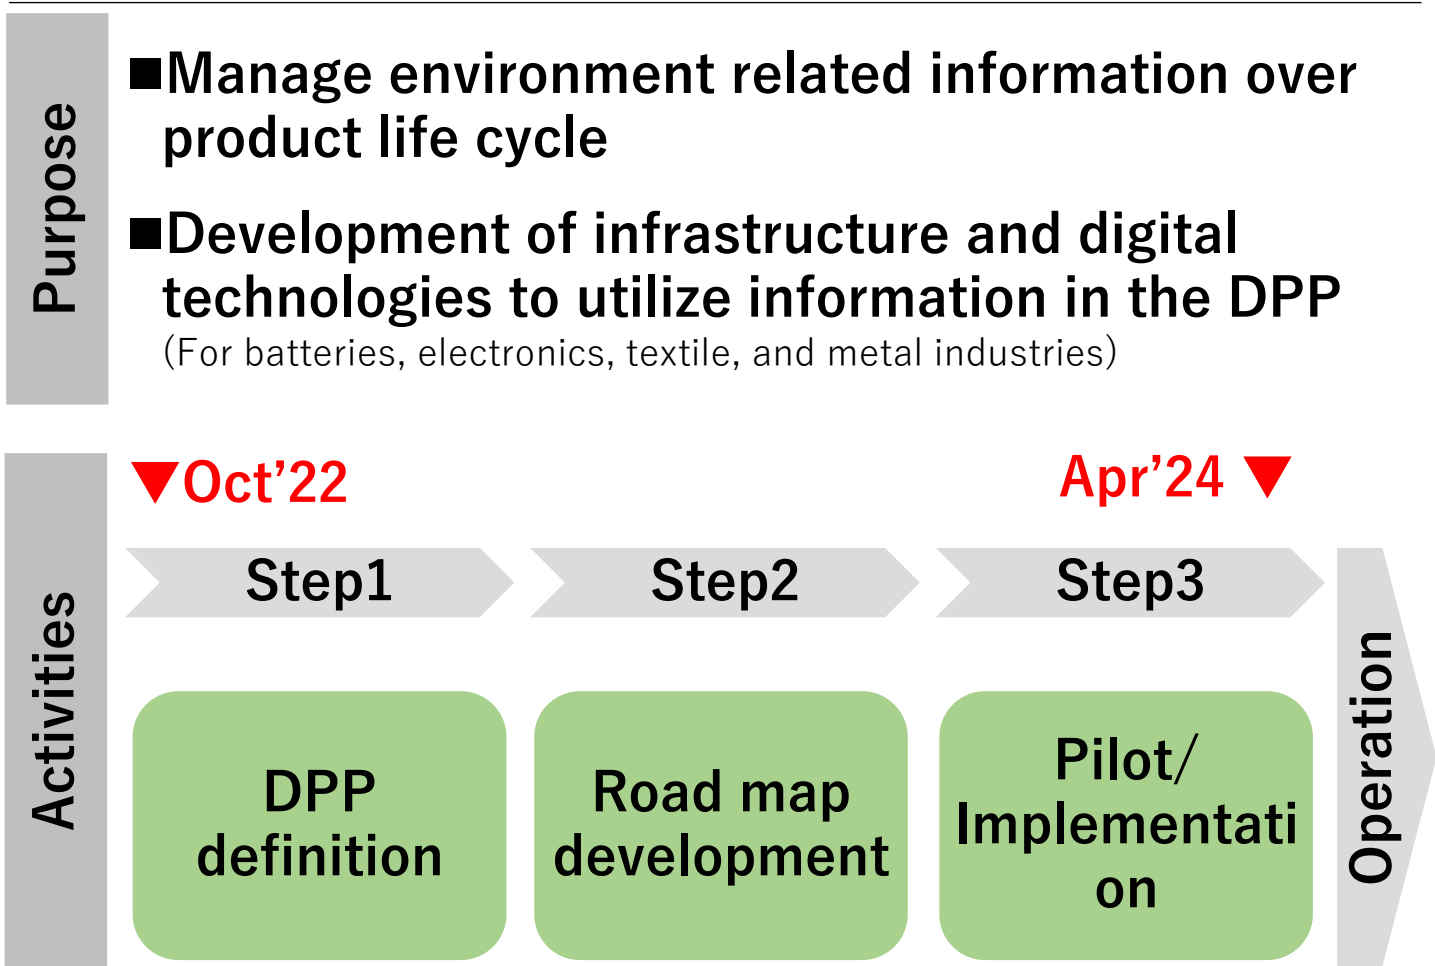 Purpose
■Manage environment related information over
product life cycle
■Development of infrastructure and digital
technologies to utilize information in the DPP
(For batteries, electronics, textile, and metal industries)
Activities
▼Oct’22
Apr’24 ▼
Step1
Step2
Step3
DPP
definition
Road map
development
Pilot/
Implementati
on
Operation